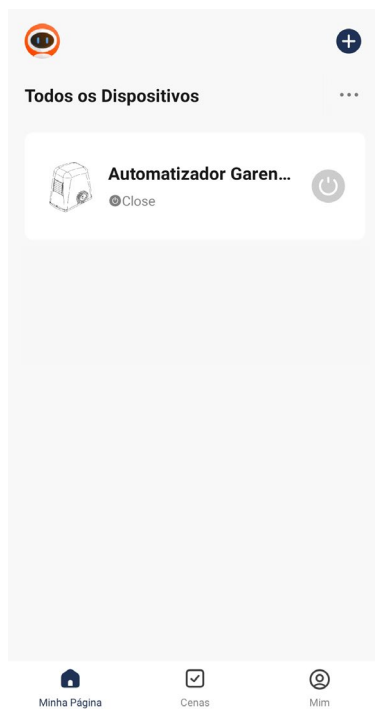 Todos os Dispositivos
Automatizador Garen...
Close
Minha Página
Cenas
Mim